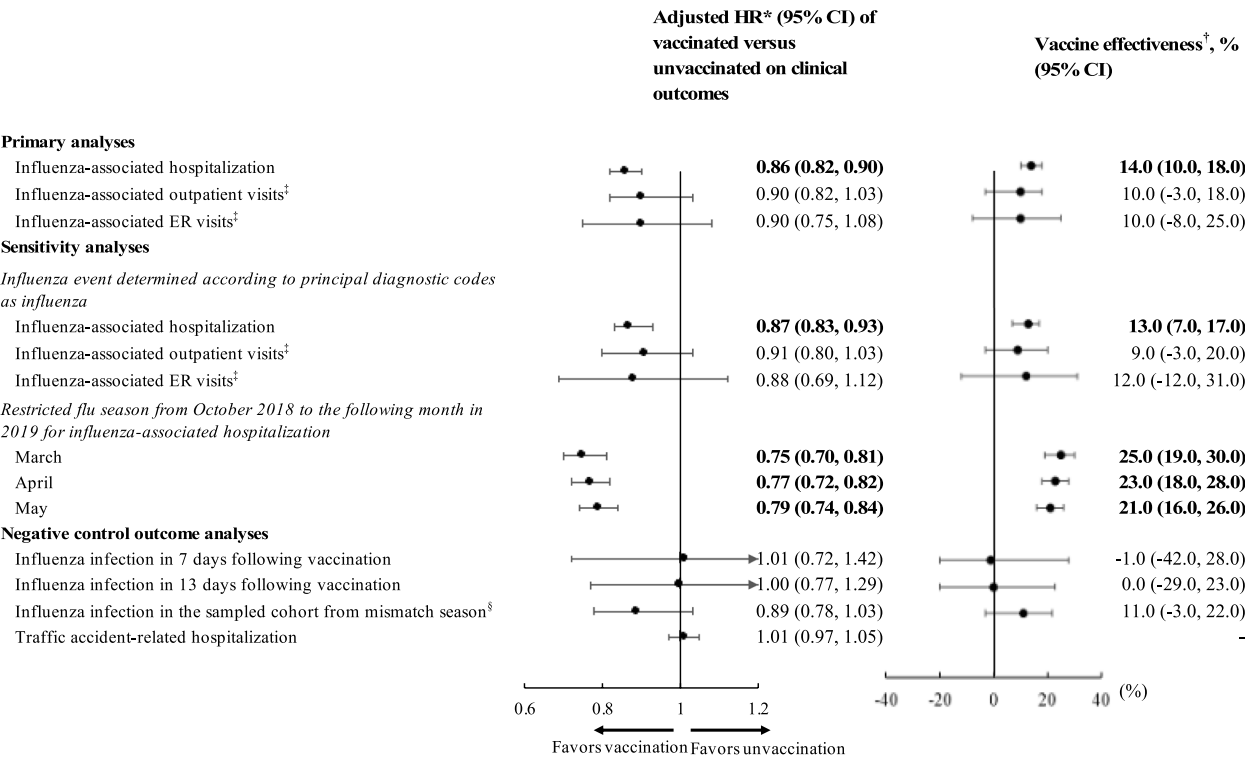 Adjusted HR* (95% CI) of
vaccinated versus
unvaccinated on clinical
outcomes
Vaccine effectiveness†, %
(95% CI)
Primary analyses
Influenza-associated hospitalization 0.86 (0.82, 0.90) 14.0 (10.0, 18.0)
Influenza-associated outpatient visits‡ 0.90 (0.82, 1.03) 10.0 (-3.0, 18.0)
Influenza-associated ER visits‡ 0.90 (0.75, 1.08) 10.0 (-8.0, 25.0)
Sensitivity analyses
Influenza event determined according to principal diagnostic codes
as influenza
Influenza-associated hospitalization 0.87 (0.83, 0.93) 13.0 (7.0, 17.0)
Influenza-associated outpatient visits‡ 0.91 (0.80, 1.03) 9.0 (-3.0, 20.0)
Influenza-associated ER visits‡ 0.88 (0.69, 1.12) 12.0 (-12.0, 31.0)
Restricted flu season from October 2018 to the following month in
2019 for influenza-associated hospitalization
March 0.75 (0.70, 0.81) 25.0 (19.0, 30.0)
April 0.77 (0.72, 0.82) 23.0 (18.0, 28.0)
May 0.79 (0.74, 0.84) 21.0 (16.0, 26.0)
Negative control outcome analyses
Influenza infection in 7 days following vaccination 1.01 (0.72, 1.42) -1.0 (-42.0, 28.0)
Influenza infection in 13 days following vaccination 1.00 (0.77, 1.29) 0.0 (-29.0, 23.0)
Influenza infection in the sampled cohort from mismatch season§ 0.89 (0.78, 1.03) 11.0 (-3.0, 22.0)
Traffic accident-related hospitalization 1.01 (0.97, 1.05) -
0.6 0.8 1 1.2
-40 -20 0 20 40 (%)
Favors vaccination Favors unvaccination